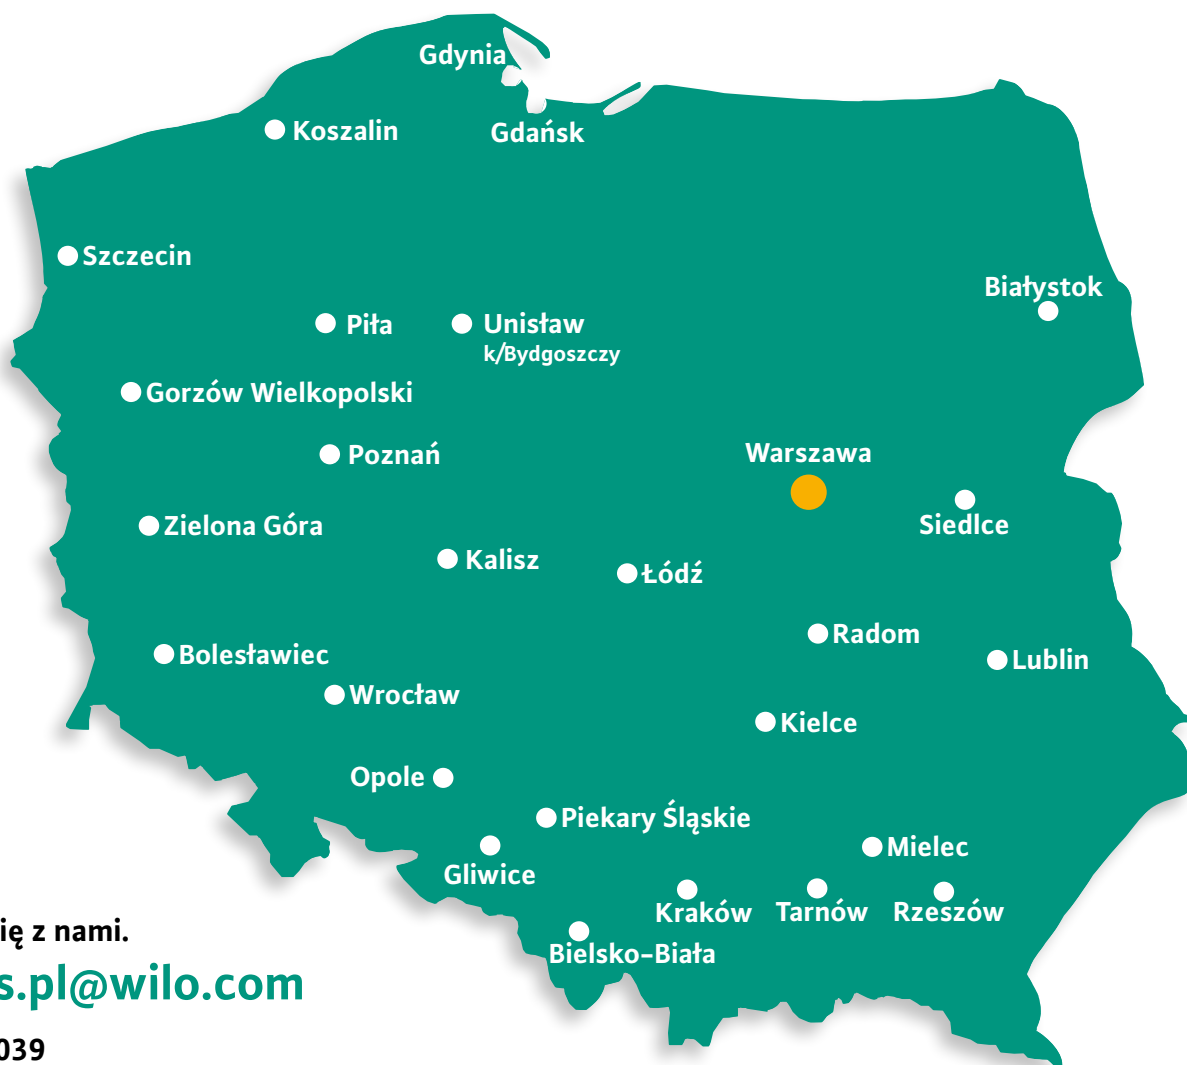 Gdynia
Koszalin
Gdańsk
Szczecin
Białystok
Piła
Unisław
k/Bydgoszczy
Gorzów Wielkopolski
Poznań
Warszawa
Siedlce
Zielona Góra
Kalisz
Łódź
Radom
Bolesławiec
Lublin
Wrocław
Kielce
Opole
Piekary Śląskie
Mielec
Gliwice
Kraków
Tarnów
Rzeszów
Bielsko-Biała
ię z nami.
s.pl@wilo.com
039